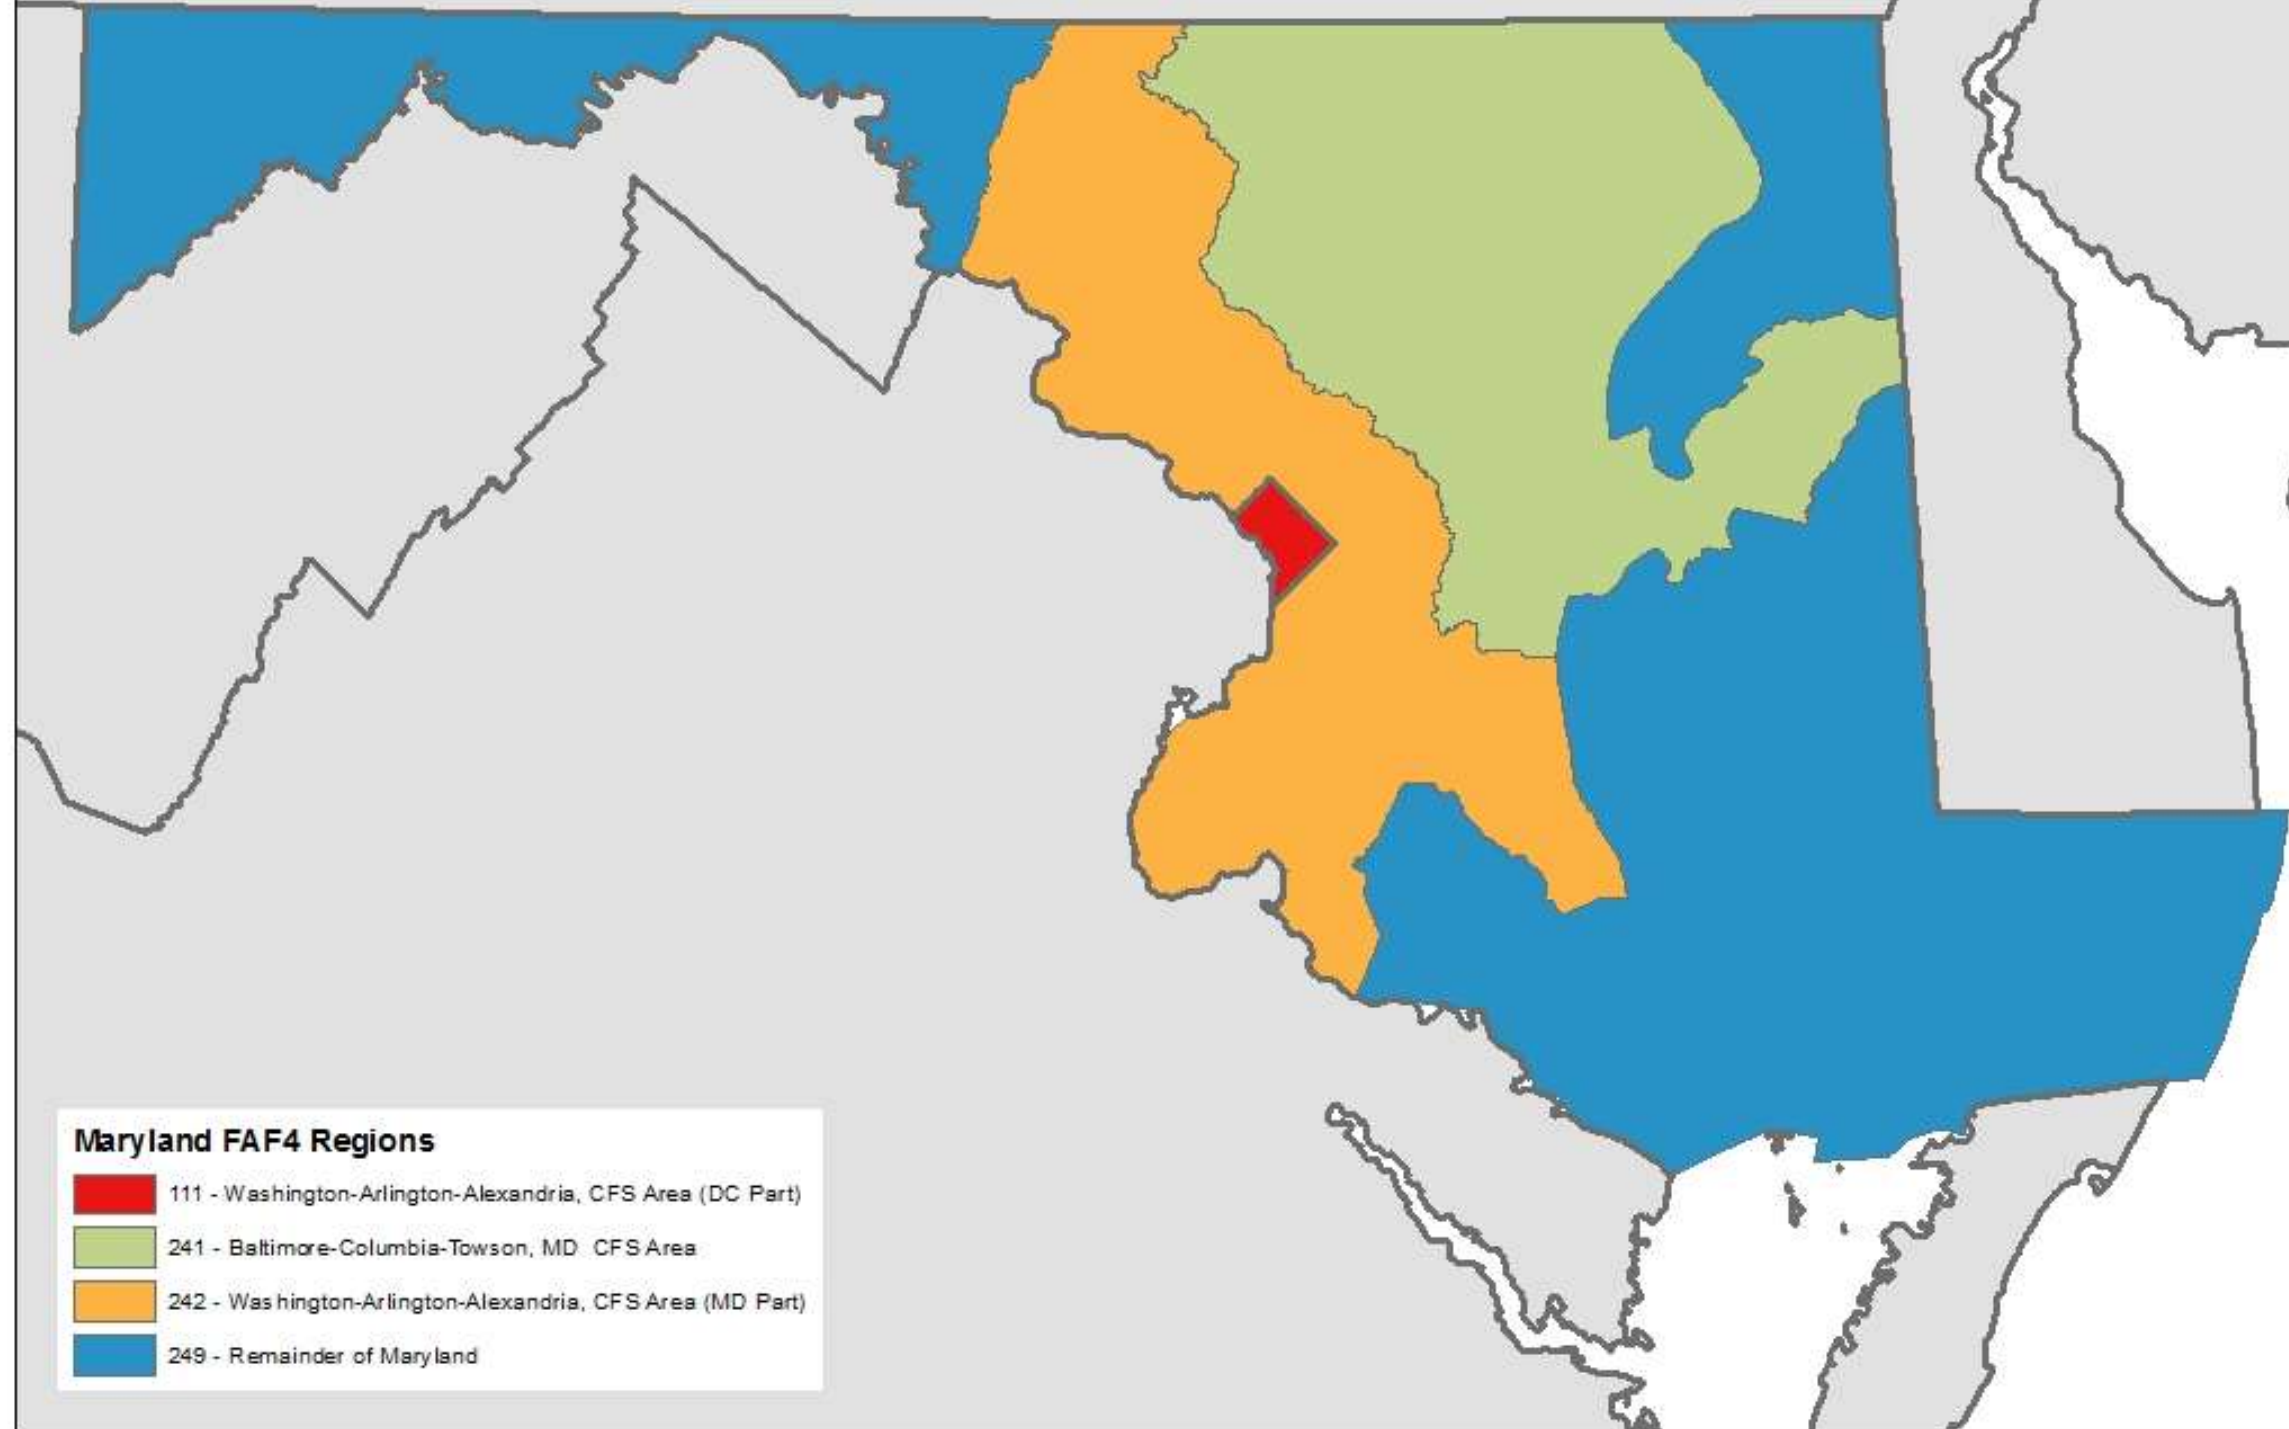 Maryland FAF4 Regions
111 - Washington-Arlington-Alexandria, CFS Area (DC Part)
241 - Baltimore-Columbia-Towson, MD CFS Area
242 - Washington-Arlington-Alexandria, CFS Area (MD Part)
249 - Remainder of Maryland